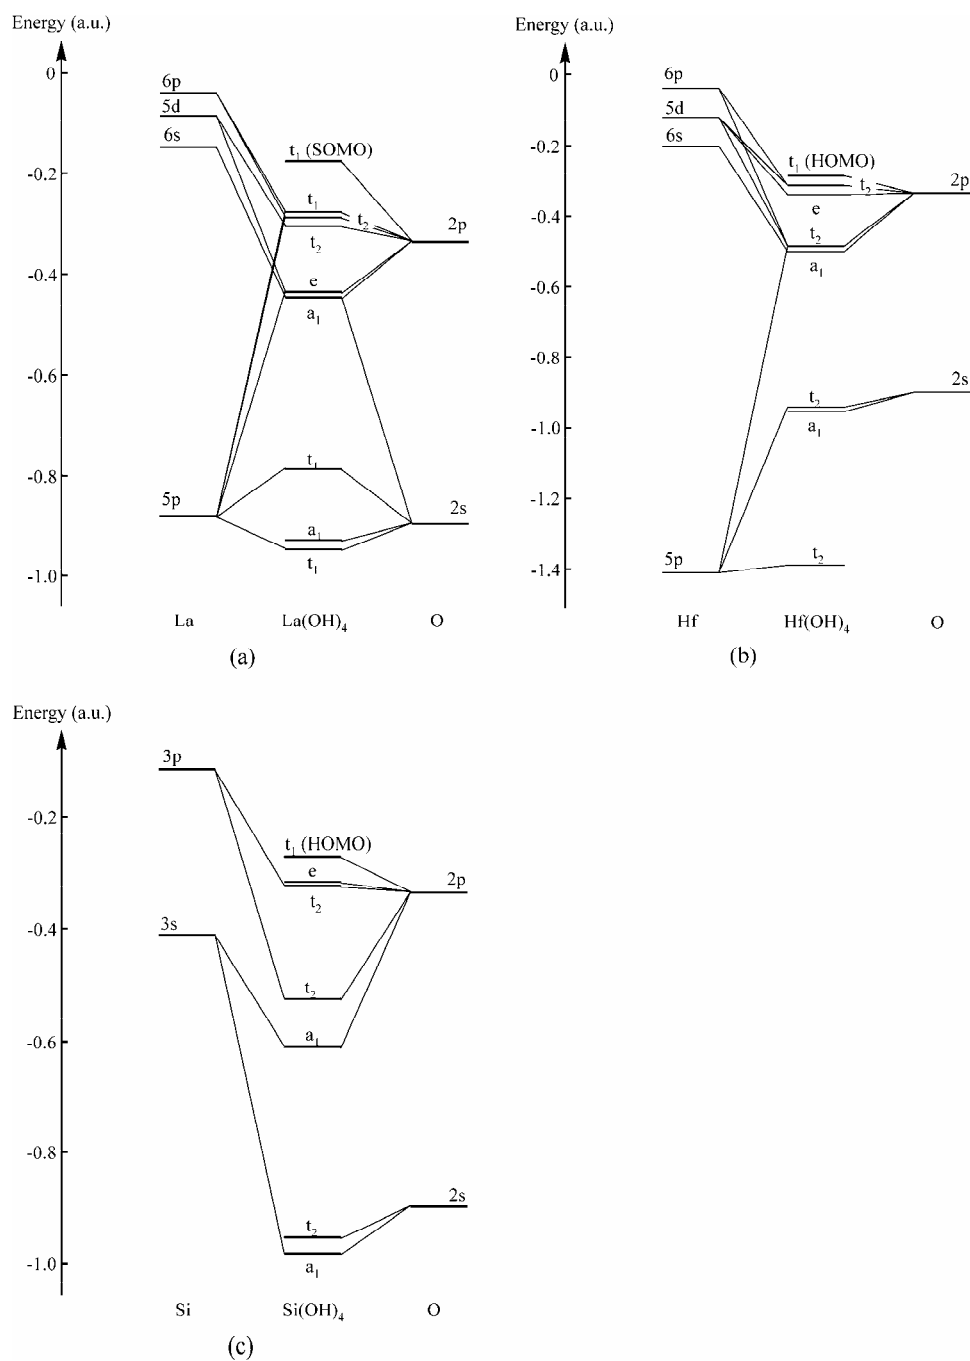 Energy (a.u.)
0
-0.2
-0.4
-0.6
-0.8
-1.0
6p
5d
6s
5p
t1 (SOMO)
t1
t2
t2
e
a1
t1
a1
t1
2p
2s
La
La(OH)4
O
(a)
Energy (a.u.)
0
-0.2
-0.4
-0.6
-0.8
-1.0
-1.2
-1.4
6p
5d
6s
5p
t1 (HOMO)
t2
e
t2
a1
t2
a1
t2
2p
2s
Hf
Hf(OH)4
O
(b)
Energy (a.u.)
-0.2
-0.4
-0.6
-0.8
-1.0
3p
3s
t1 (HOMO)
e
t2
t2
a1
t2
a1
2p
2s
Si
Si(OH)4
O
(c)